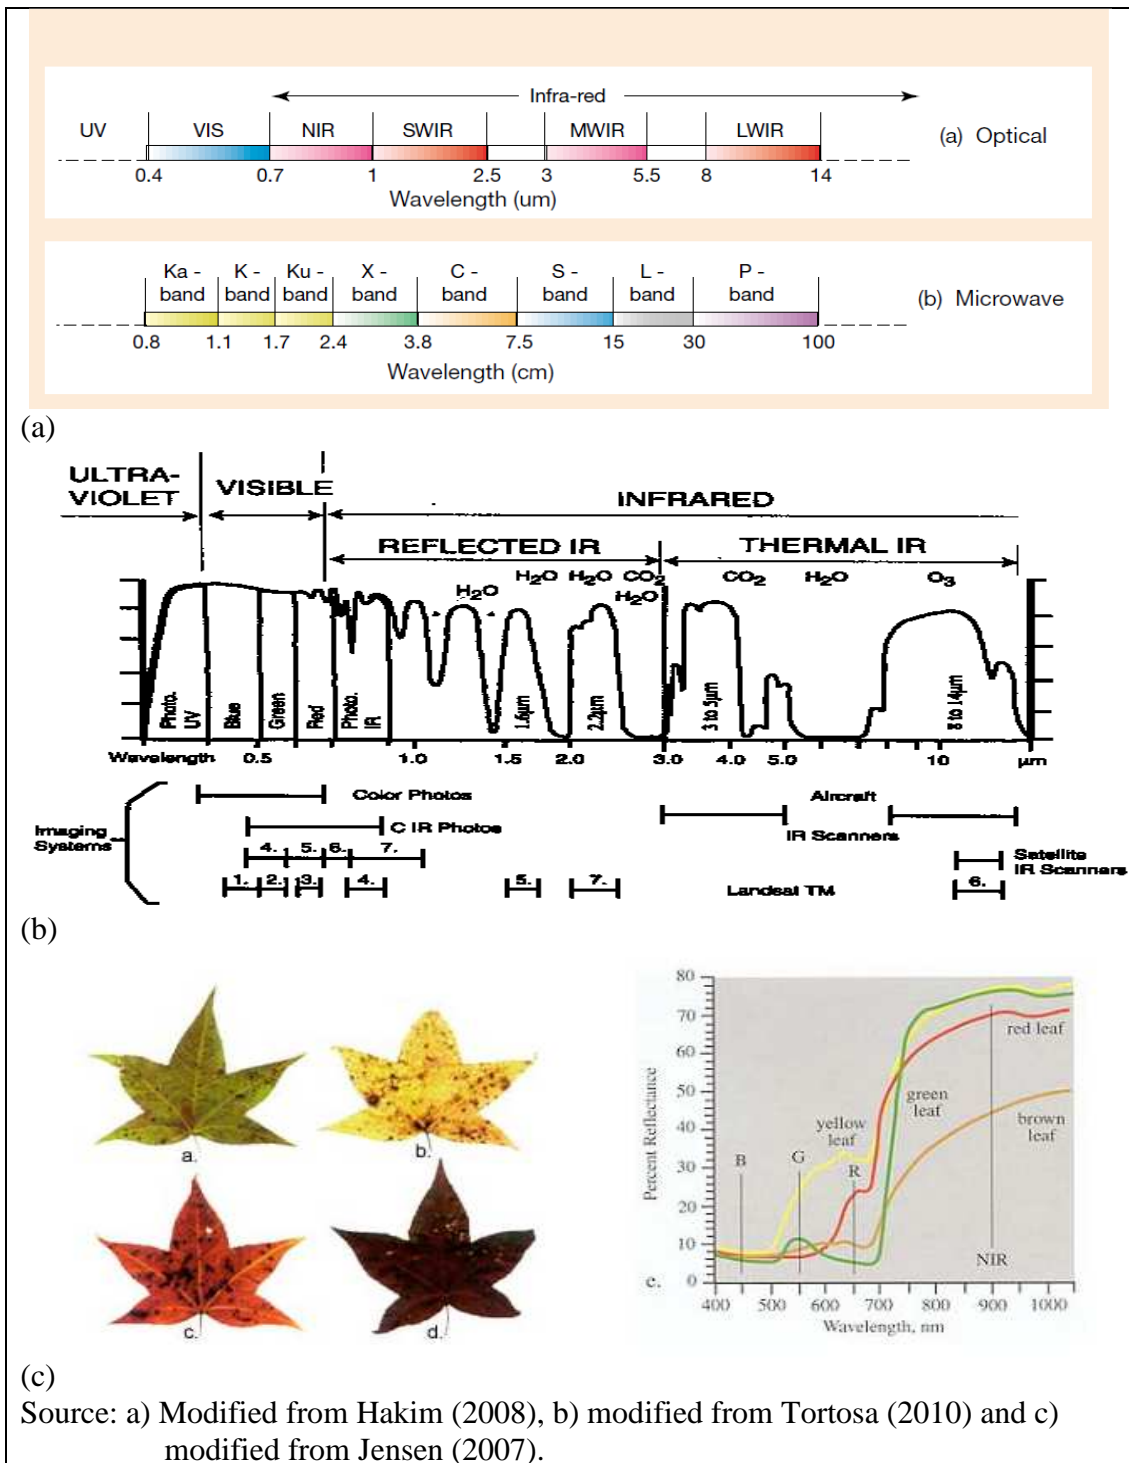 Infra-red
UV VIS NIR SWIR MWIR LWIR
(a) Optical
0.4 0.7 1 2.5 3 5.5 8 14
Wavelength (um)
Ka - band K - band Ku - band X - band C - band S - band L - band P - band
(b) Microwave
0.8 1.1 1.7 2.4 3.8 7.5 15 30 100
Wavelength (cm)
(a)
ULTRA-VIOLET VISIBLE INFRARED
REFLECTED IR THERMAL IR
H2O H2O H2O CO2 H2O CO2 H2O O3
Photo. UV Blue Green Red Photo. IR 1.6µm 2.2µm 3 to 5µm 8 to 14µm
Wavelength 0.5 1.0 1.5 2.0 3.0 4.0 5.0 10 µm
Imaging Systems
Color Photos
Aircraft
C IR Photos
IR Scanners
4. 5. 6. 7.
Satellite
IR Scanners
1. 2. 3. 4. 5. 7. Landsat TM 6.
(b)
a. b.
c. d.
80
70
60
50
40
30
20
10
0
Percent Reflectance
red leaf
green leaf
brown leaf
yellow leaf
B G R
NIR
e.
400 500 600 700 800 900 1000
Wavelength, nm
(c)
Source: a) Modified from Hakim (2008), b) modified from Tortosa (2010) and c)
modified from Jensen (2007).